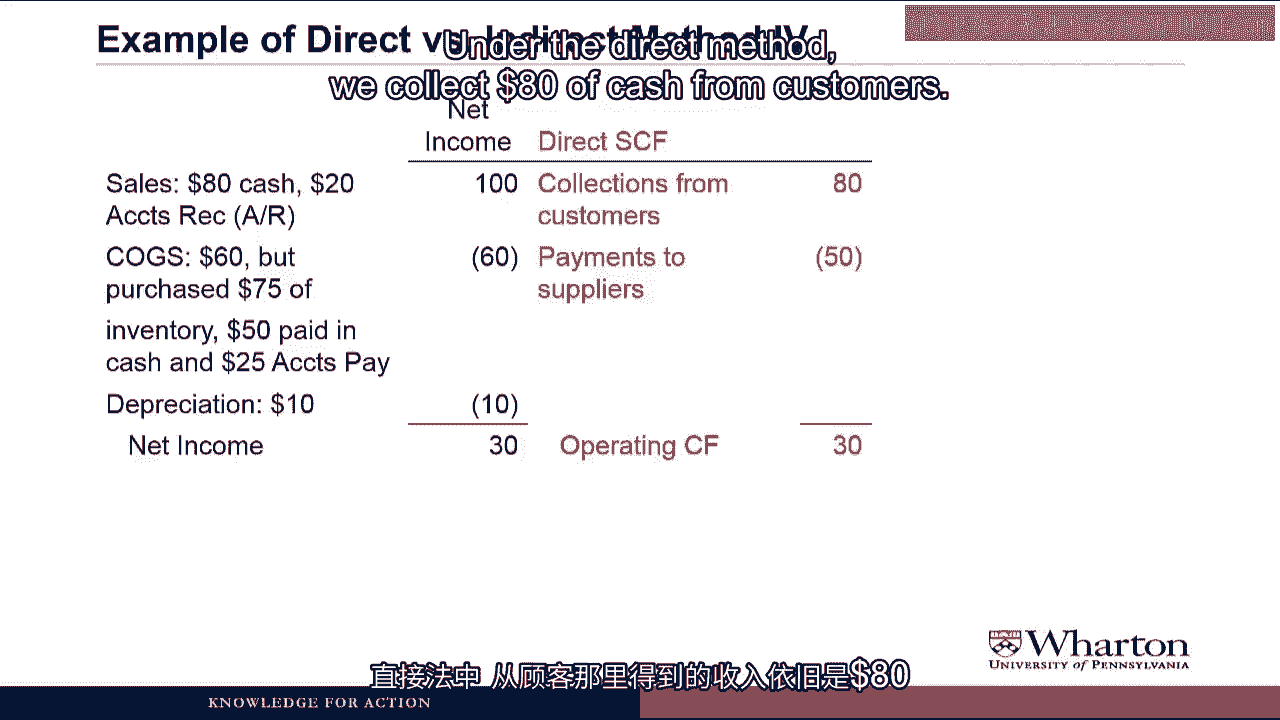 Example of Direct vs. Indirect Method IV
Under the direct method,
we collect $80 of cash from customers.
Net
Income Direct SCF
Sales: $80 cash, $20 100 Collections from 80
Accts Rec (A/R) customers
COGS: $60, but (60) Payments to (50)
purchased $75 of suppliers
inventory, $50 paid in
cash and $25 Accts Pay
Depreciation: $10 (10)
Net Income 30 Operating CF 30
Wharton
UNIVERSITY of PENNSYLVANIA
直接法中 从顾客那里得到的收入依旧是$80
KNOWLEDGE FOR ACTION